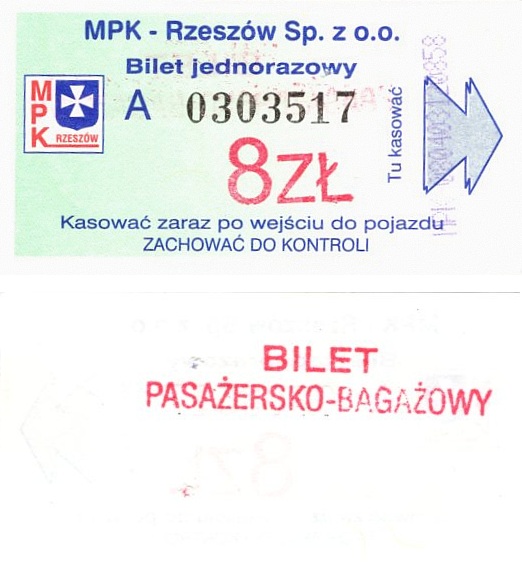 MPK - Rzeszów Sp. z o.o.
Bilet jednorazowy
MPK RZESZÓW
A 0303517
Tu kasować
8ZŁ
Kasować zaraz po wejściu do pojazdu
ZACHOWAĆ DO KONTROLI
BILET
PASAŻERSKO-BAGAŻOWY